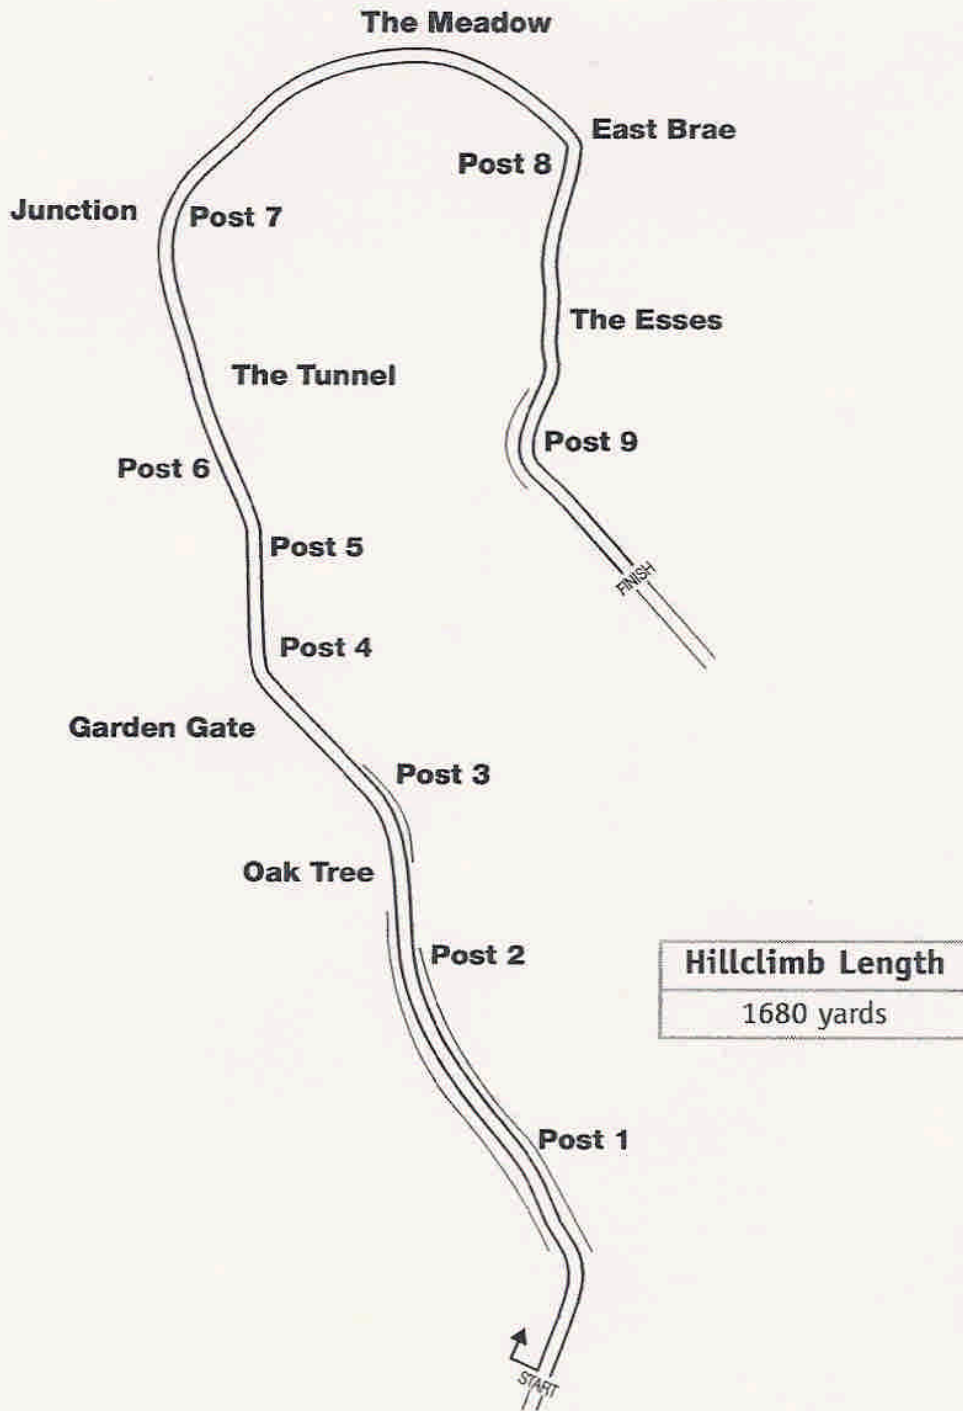 The Meadow
East Brae
Post 8
Junction
Post 7
The Esses
The Tunnel
Post 9
Post 6
Post 5
FINISH
Post 4
Garden Gate
Post 3
Oak Tree
Post 2
Hillclimb Length
1680 yards
Post 1
START